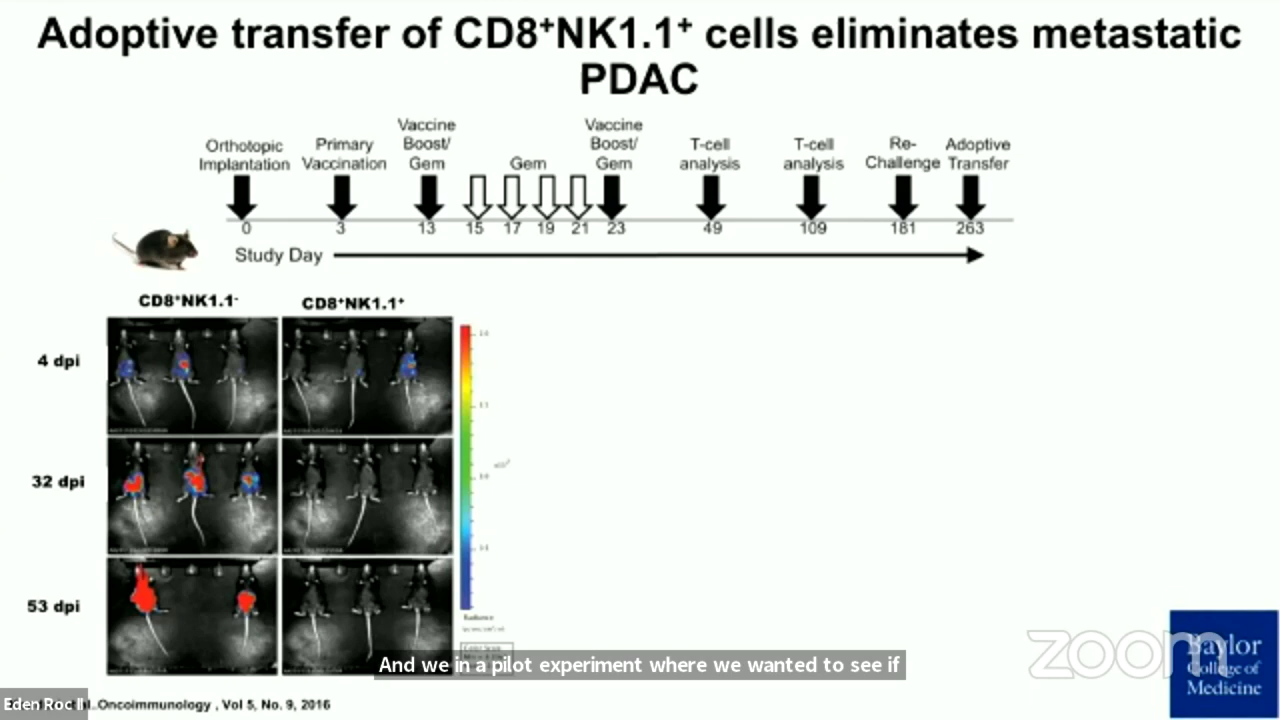 Adoptive transfer of CD8⁺NK1.1⁺ cells eliminates metastatic
PDAC
Orthotopic
Implantation
Primary
Vaccination
Vaccine
Boost/
Gem
Gem
Vaccine
Boost/
Gem
T-cell
analysis
T-cell
analysis
Re-
Challenge
Adoptive
Transfer
0 3 13 15 17 19 21 23 49 109 181 263
Study Day
CD8⁺NK1.1⁻ CD8⁺NK1.1⁺
4 dpi
32 dpi
53 dpi
Radiance
And we in a pilot experiment where we wanted to see if
zoom
Baylor
College of
Medicine
Eden Roc II
Oncoimmunology , Vol 5, No. 9, 2016